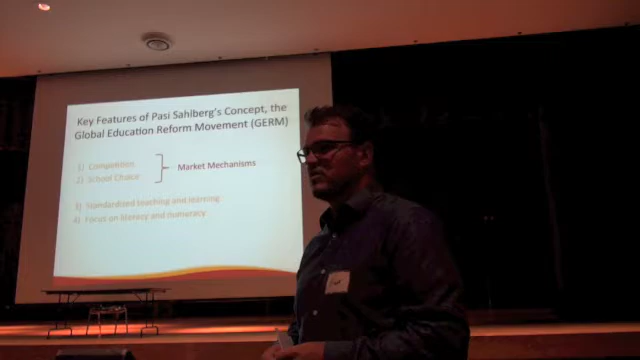 Key Features of Pasi Sahlberg's Concept, the
Global Education Reform Movement (GERM)
1) Competition
2) School Choice
Market Mechanisms
3) Standardized teaching and learning
4) Focus on literacy and numeracy